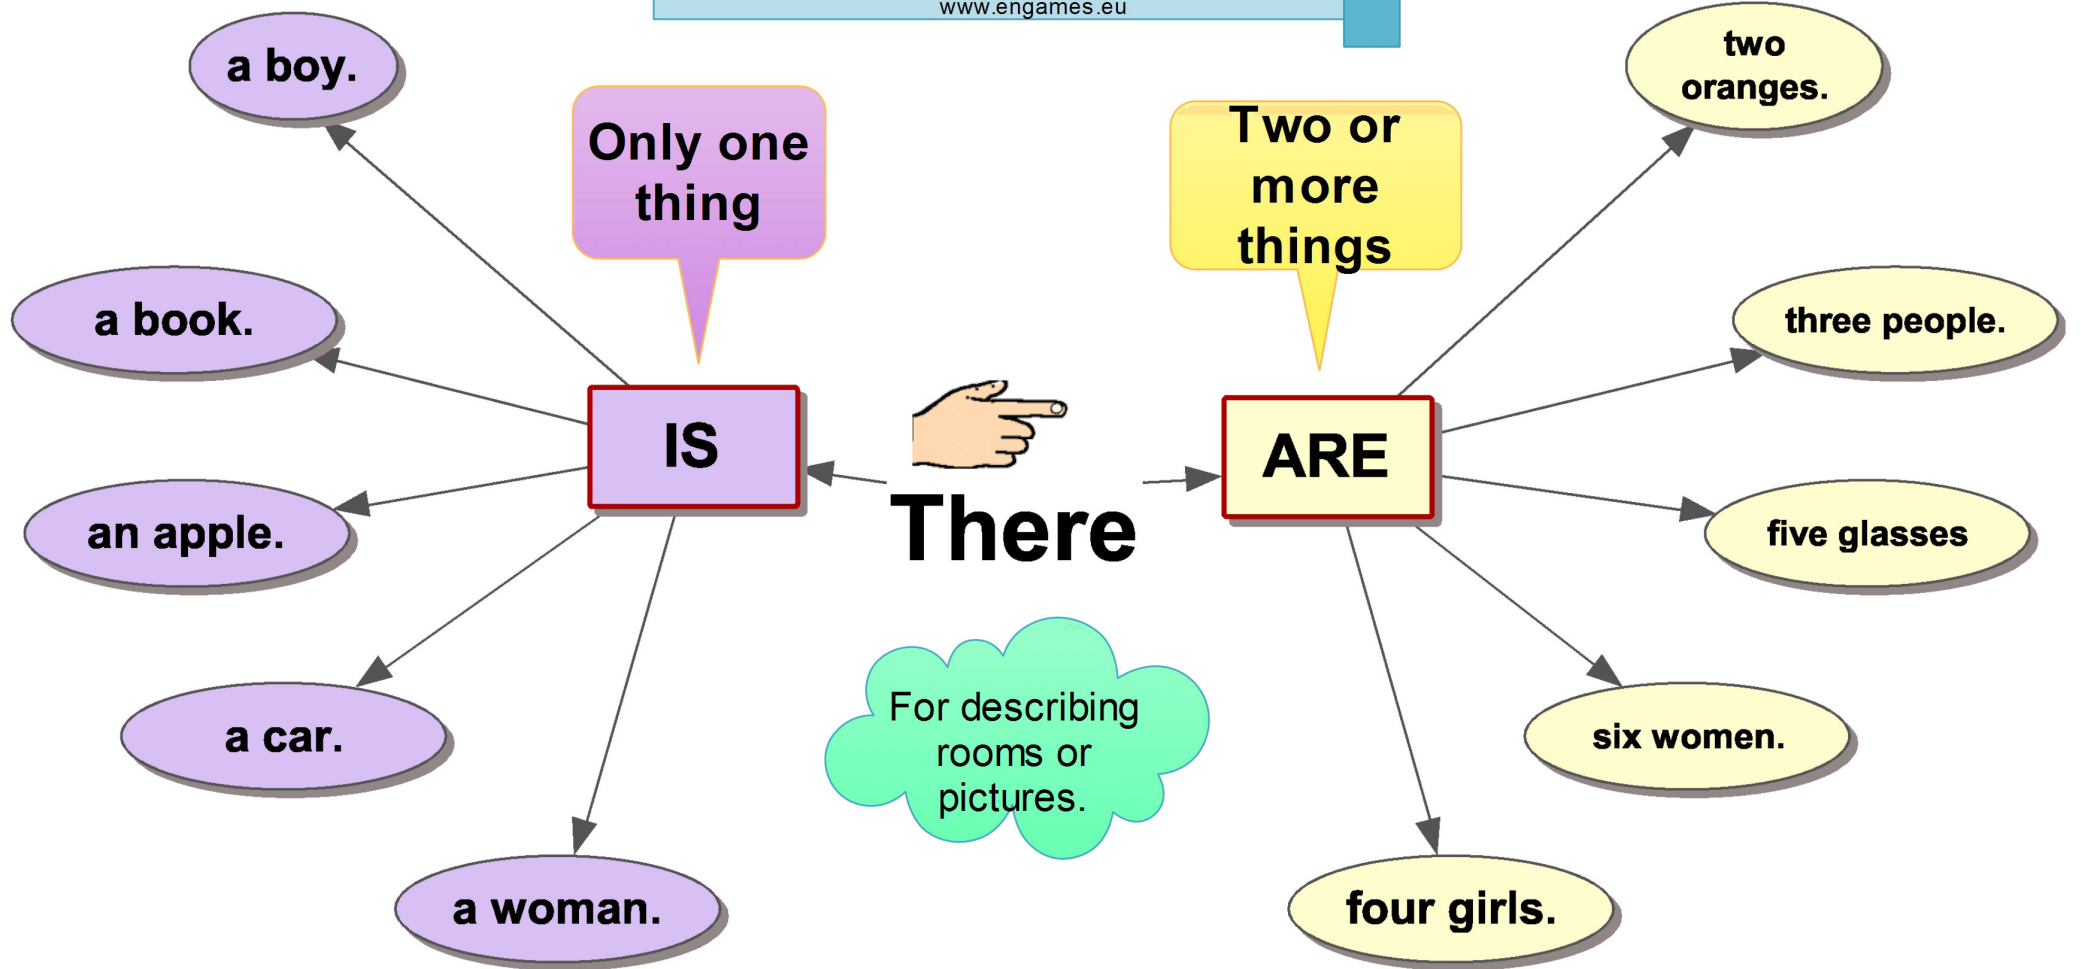 www.engames.eu
a boy.
Only one
thing
Two or
more
things
two
oranges.
a book.
three people.
IS
There
ARE
an apple.
five glasses
a car.
For describing
rooms or
pictures.
six women.
a woman.
four girls.